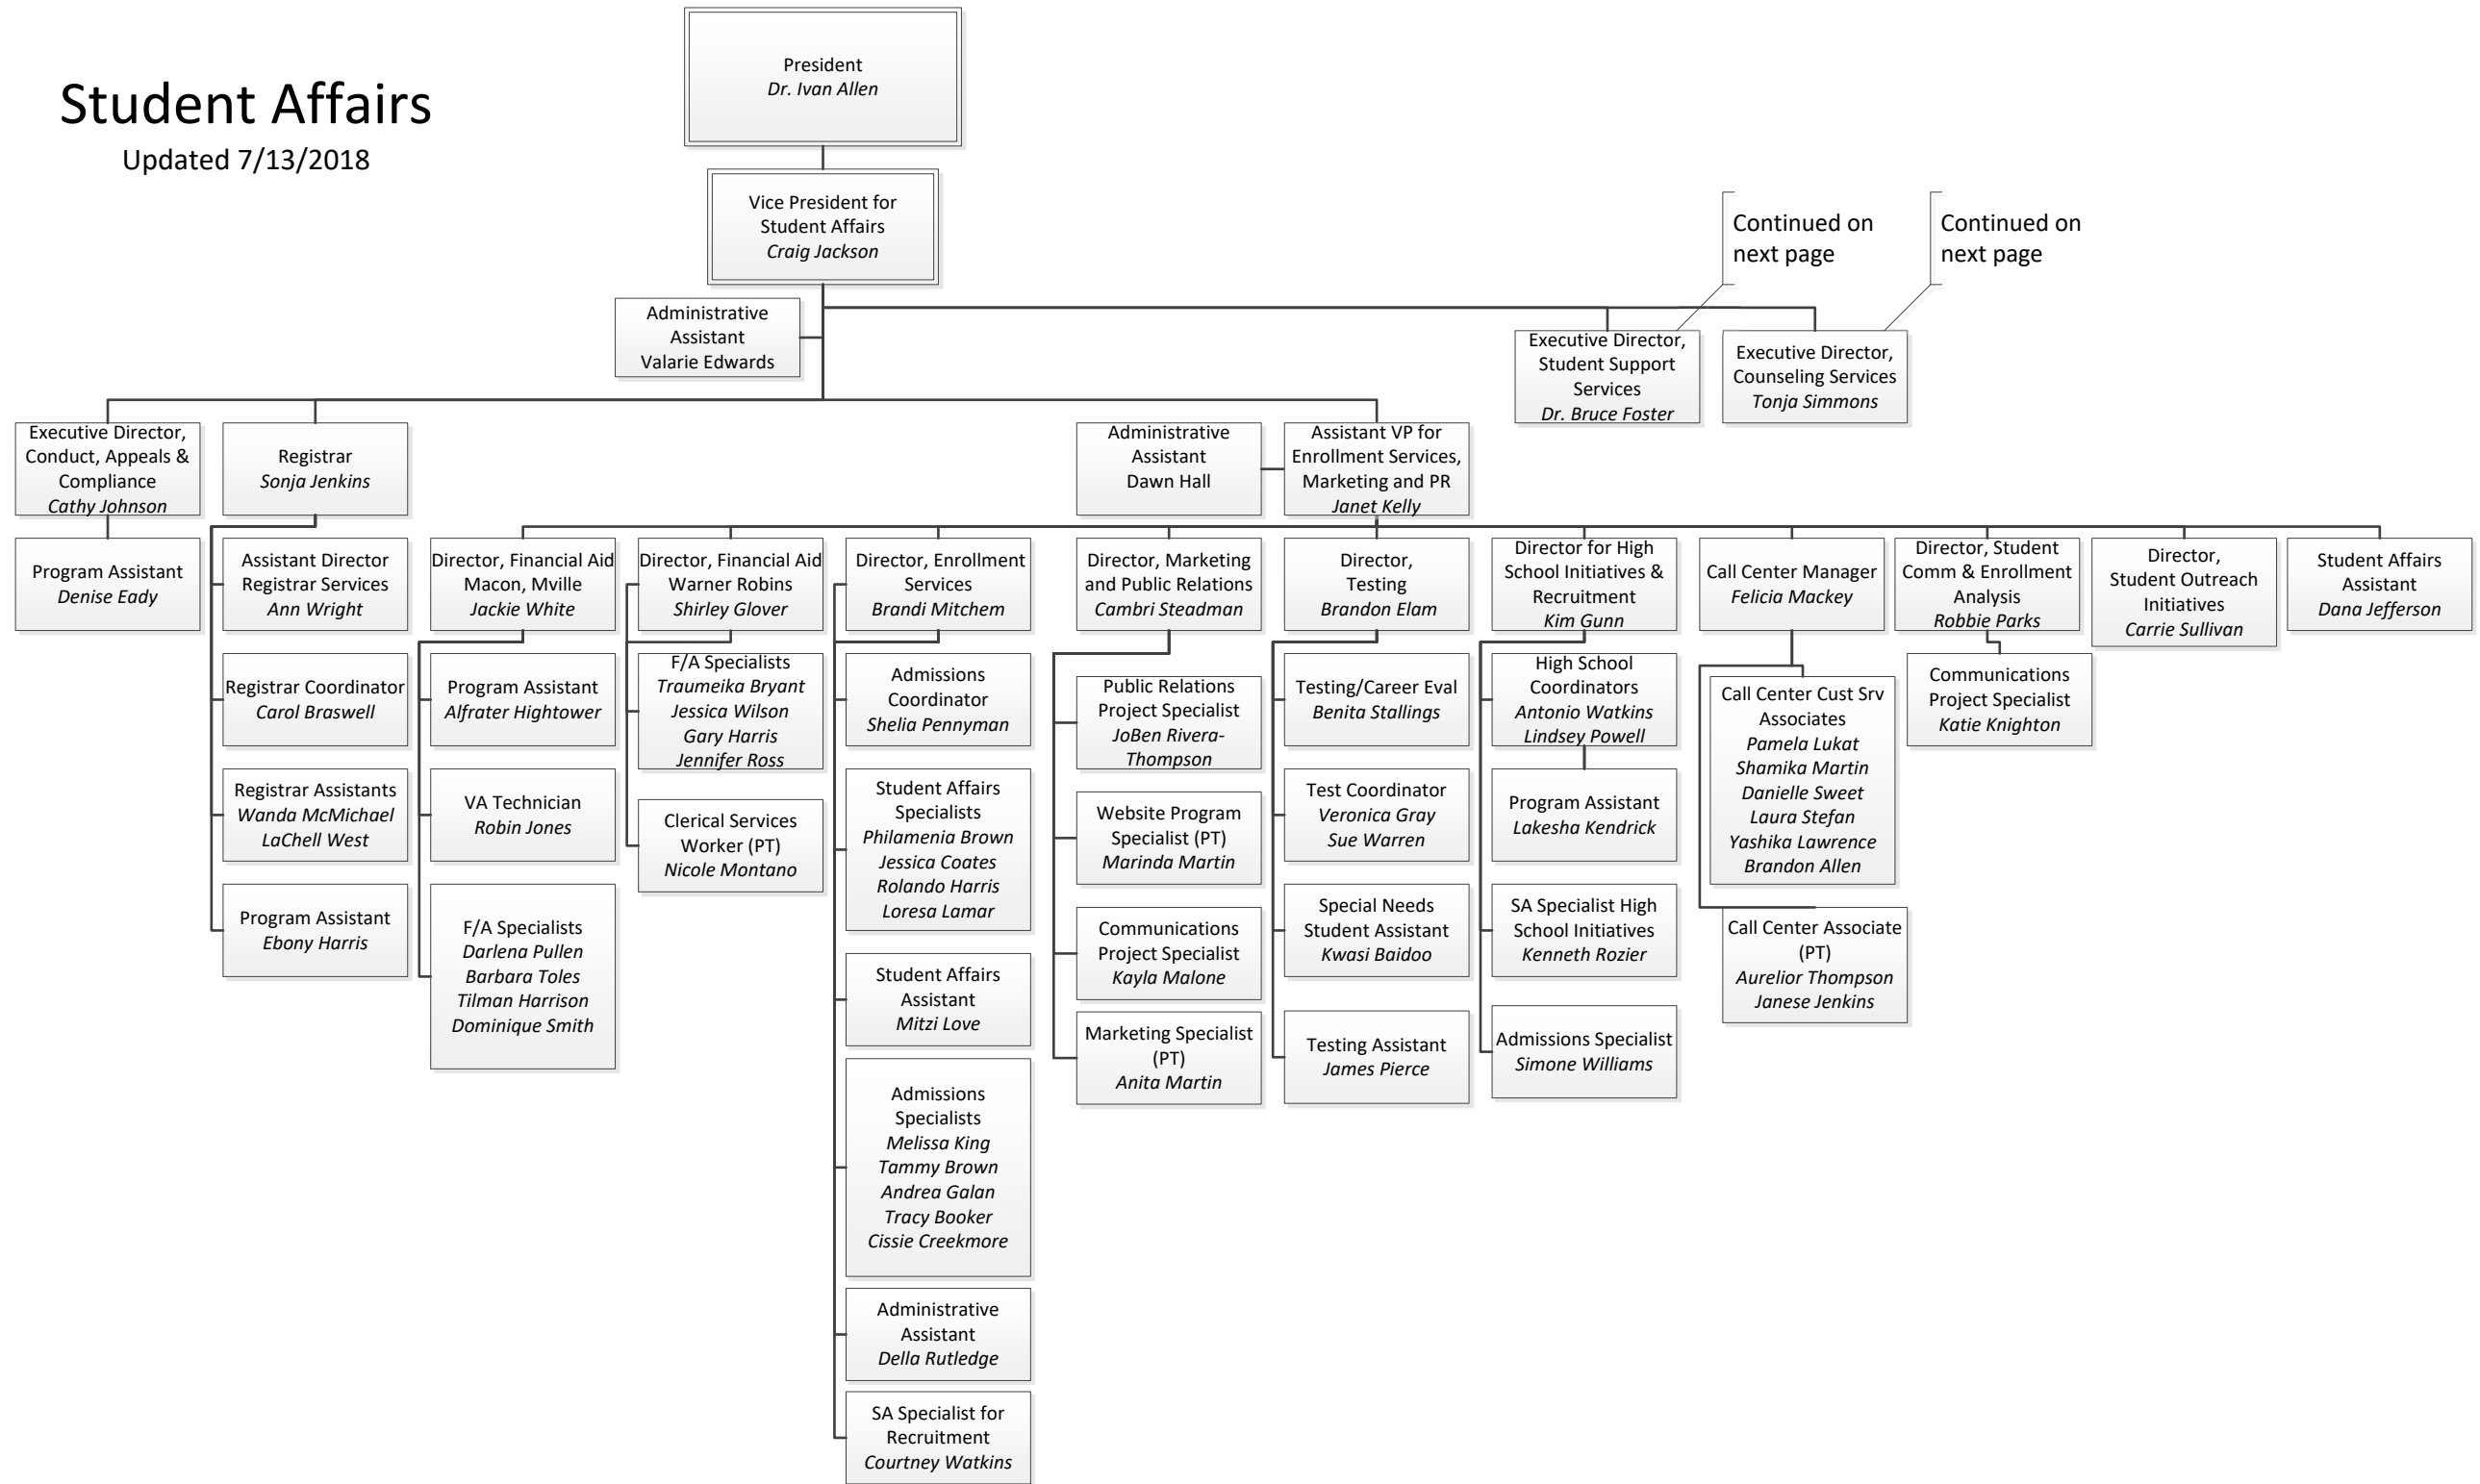 Student Affairs
Updated 7/13/2018
President
Dr. Ivan Allen
Vice President for
Student Affairs
Craig Jackson
Continued on
next page
Continued on
next page
Administrative
Assistant
Valarie Edwards
Executive Director,
Student Support
Services
Dr. Bruce Foster
Executive Director,
Counseling Services
Tonja Simmons
Executive Director,
Conduct, Appeals &
Compliance
Cathy Johnson
Registrar
Sonja Jenkins
Administrative
Assistant
Dawn Hall
Assistant VP for
Enrollment Services,
Marketing and PR
Janet Kelly
Program Assistant
Denise Eady
Assistant Director
Registrar Services
Ann Wright
Director, Financial Aid
Macon, Mville
Jackie White
Director, Financial Aid
Warner Robins
Shirley Glover
Director, Enrollment
Services
Brandi Mitchem
Director, Marketing
and Public Relations
Cambri Steadman
Director,
Testing
Brandon Elam
Director for High
School Initiatives &
Recruitment
Kim Gunn
Call Center Manager
Felicia Mackey
Director, Student
Comm & Enrollment
Analysis
Robbie Parks
Director,
Student Outreach
Initiatives
Carrie Sullivan
Student Affairs
Assistant
Dana Jefferson
Registrar Coordinator
Carol Braswell
Registrar Assistants
Wanda McMichael
LaChell West
Program Assistant
Ebony Harris
Program Assistant
Alfrater Hightower
VA Technician
Robin Jones
F/A Specialists
Darlena Pullen
Barbara Toles
Tilman Harrison
Dominique Smith
F/A Specialists
Traumeika Bryant
Jessica Wilson
Gary Harris
Jennifer Ross
Clerical Services
Worker (PT)
Nicole Montano
Admissions
Coordinator
Shelia Pennyman
Student Affairs
Specialists
Philamenia Brown
Jessica Coates
Rolando Harris
Loresa Lamar
Student Affairs
Assistant
Mitzi Love
Admissions
Specialists
Melissa King
Tammy Brown
Andrea Galan
Tracy Booker
Cissie Creekmore
Administrative
Assistant
Della Rutledge
SA Specialist for
Recruitment
Courtney Watkins
Public Relations
Project Specialist
JoBen Rivera-
Thompson
Website Program
Specialist (PT)
Marinda Martin
Communications
Project Specialist
Kayla Malone
Marketing Specialist
(PT)
Anita Martin
Testing/Career Eval
Benita Stallings
Test Coordinator
Veronica Gray
Sue Warren
Special Needs
Student Assistant
Kwasi Baidoo
Testing Assistant
James Pierce
High School
Coordinators
Antonio Watkins
Lindsey Powell
Program Assistant
Lakesha Kendrick
SA Specialist High
School Initiatives
Kenneth Rozier
Admissions Specialist
Simone Williams
Call Center Cust Srv
Associates
Pamela Lukat
Shamika Martin
Danielle Sweet
Laura Stefan
Yashika Lawrence
Brandon Allen
Call Center Associate
(PT)
Aurelior Thompson
Janese Jenkins
Communications
Project Specialist
Katie Knighton